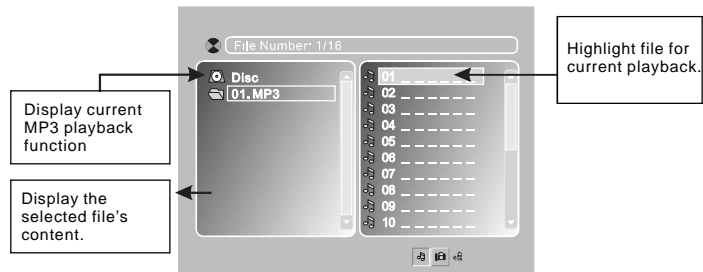 File Number: 1/16
Disc
01.MP3
01
02
03
04
05
06
07
08
09
10
Display current
MP3 playback
function
Display the
selected file's
content.
Highlight file for
current playback.